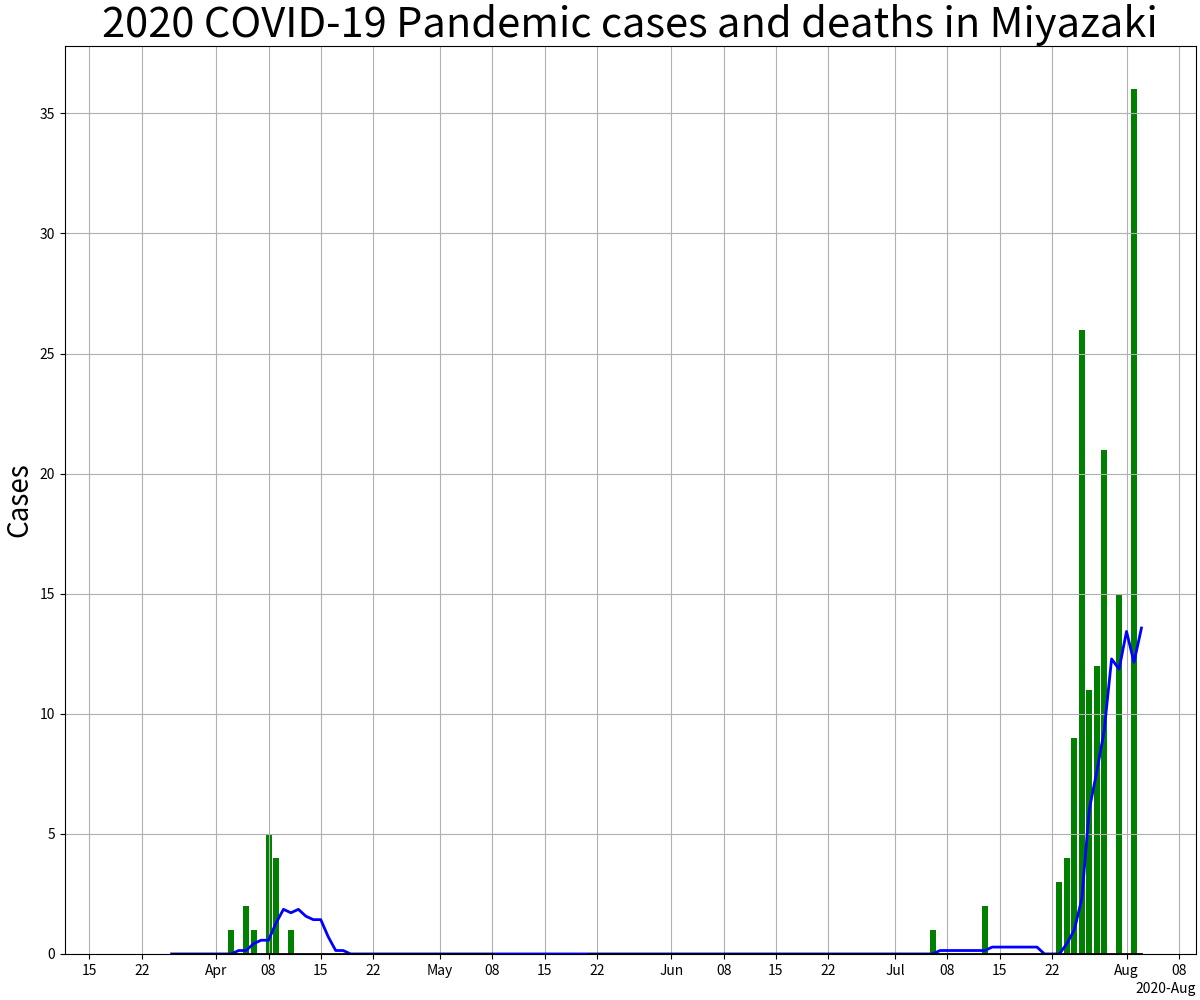 2020 COVID-19 Pandemic cases and deaths in Miyazaki
Cases
35
30
25
20
15
10
5
0
15 22 Apr 08 15 22 May 08 15 22 Jun 08 15 22 Jul 08 15 22 Aug 08
2020-Aug